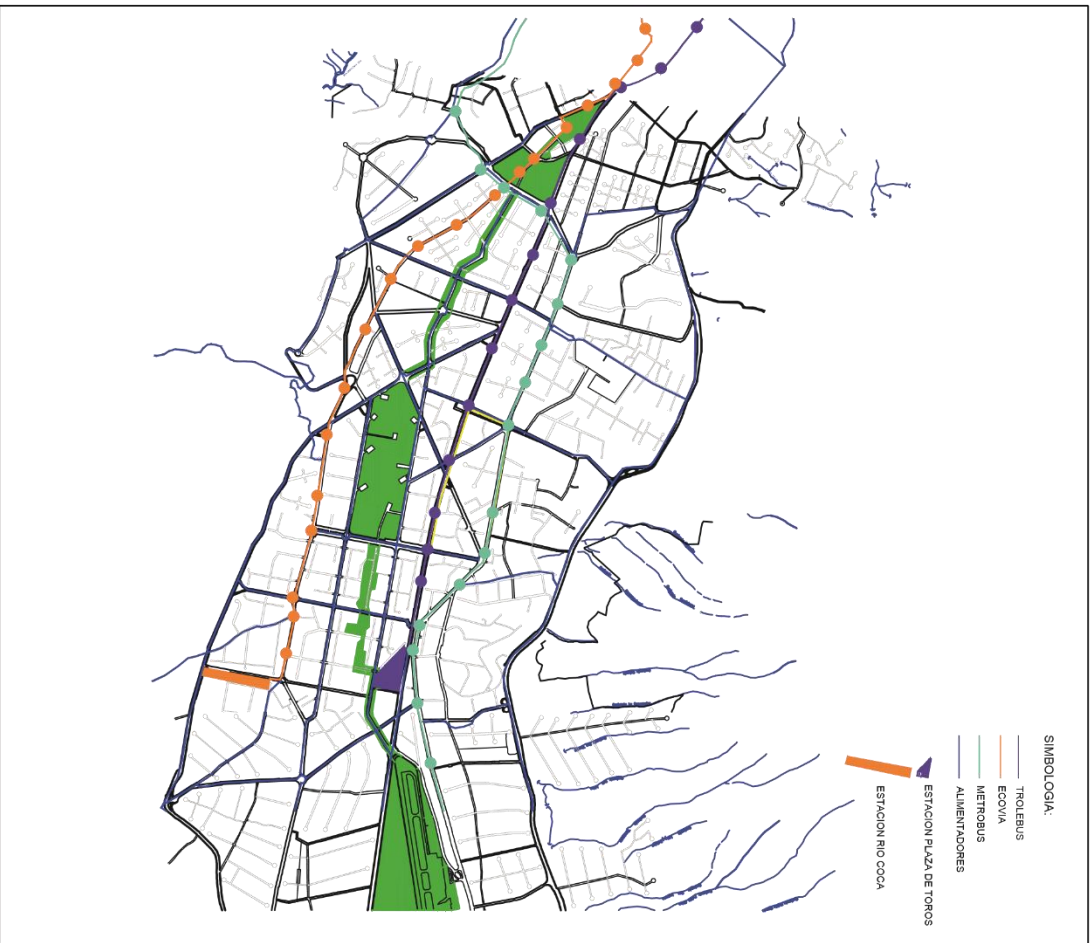 SIMBOLOGIA:
TROLEBUS
ECOVIA
METROBUS
ALIMENTADORES
ESTACION PLAZA DE TOROS
ESTACION RIO COCA